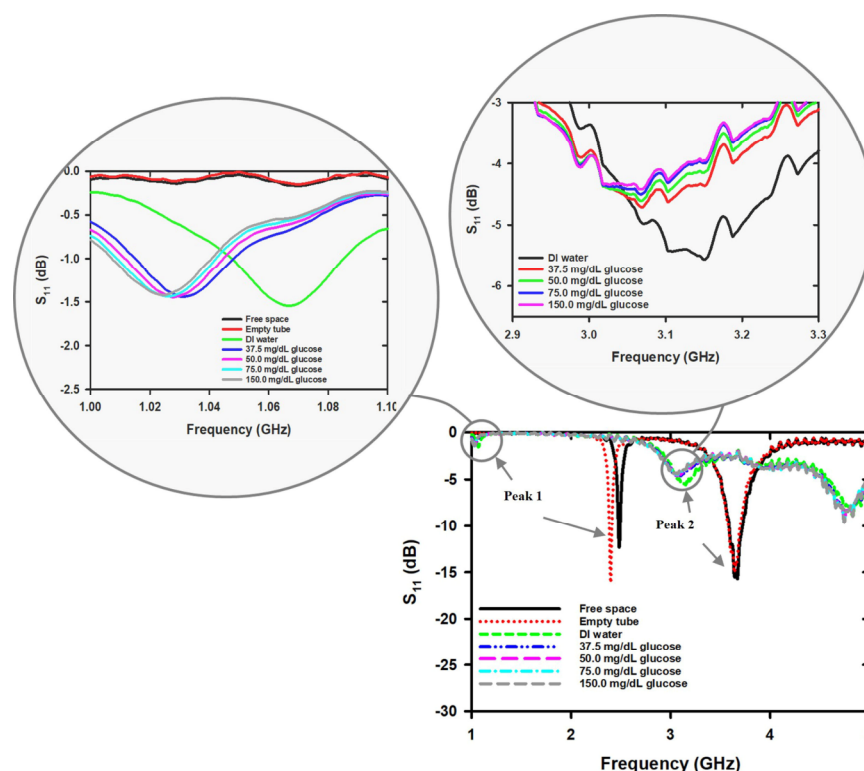 -3
-4
-5
-6
S11 (dB)
DI water
37.5 mg/dL glucose
50.0 mg/dL glucose
75.0 mg/dL glucose
150.0 mg/dL glucose
2.9 3.0 3.1 3.2 3.3
Frequency (GHz)
0.0
-0.5
-1.0
-1.5
-2.0
-2.5
S11 (dB)
Free space
Empty tube
DI water
37.5 mg/dL glucose
50.0 mg/dL glucose
75.0 mg/dL glucose
150.0 mg/dL glucose
1.00 1.02 1.04 1.06 1.08 1.10
Frequency (GHz)
0
-5
-10
-15
-20
-25
-30
S11 (dB)
Peak 1
Peak 2
Free space
Empty tube
DI water
37.5 mg/dL glucose
50.0 mg/dL glucose
75.0 mg/dL glucose
150.0 mg/dL glucose
1 2 3 4
Frequency (GHz)